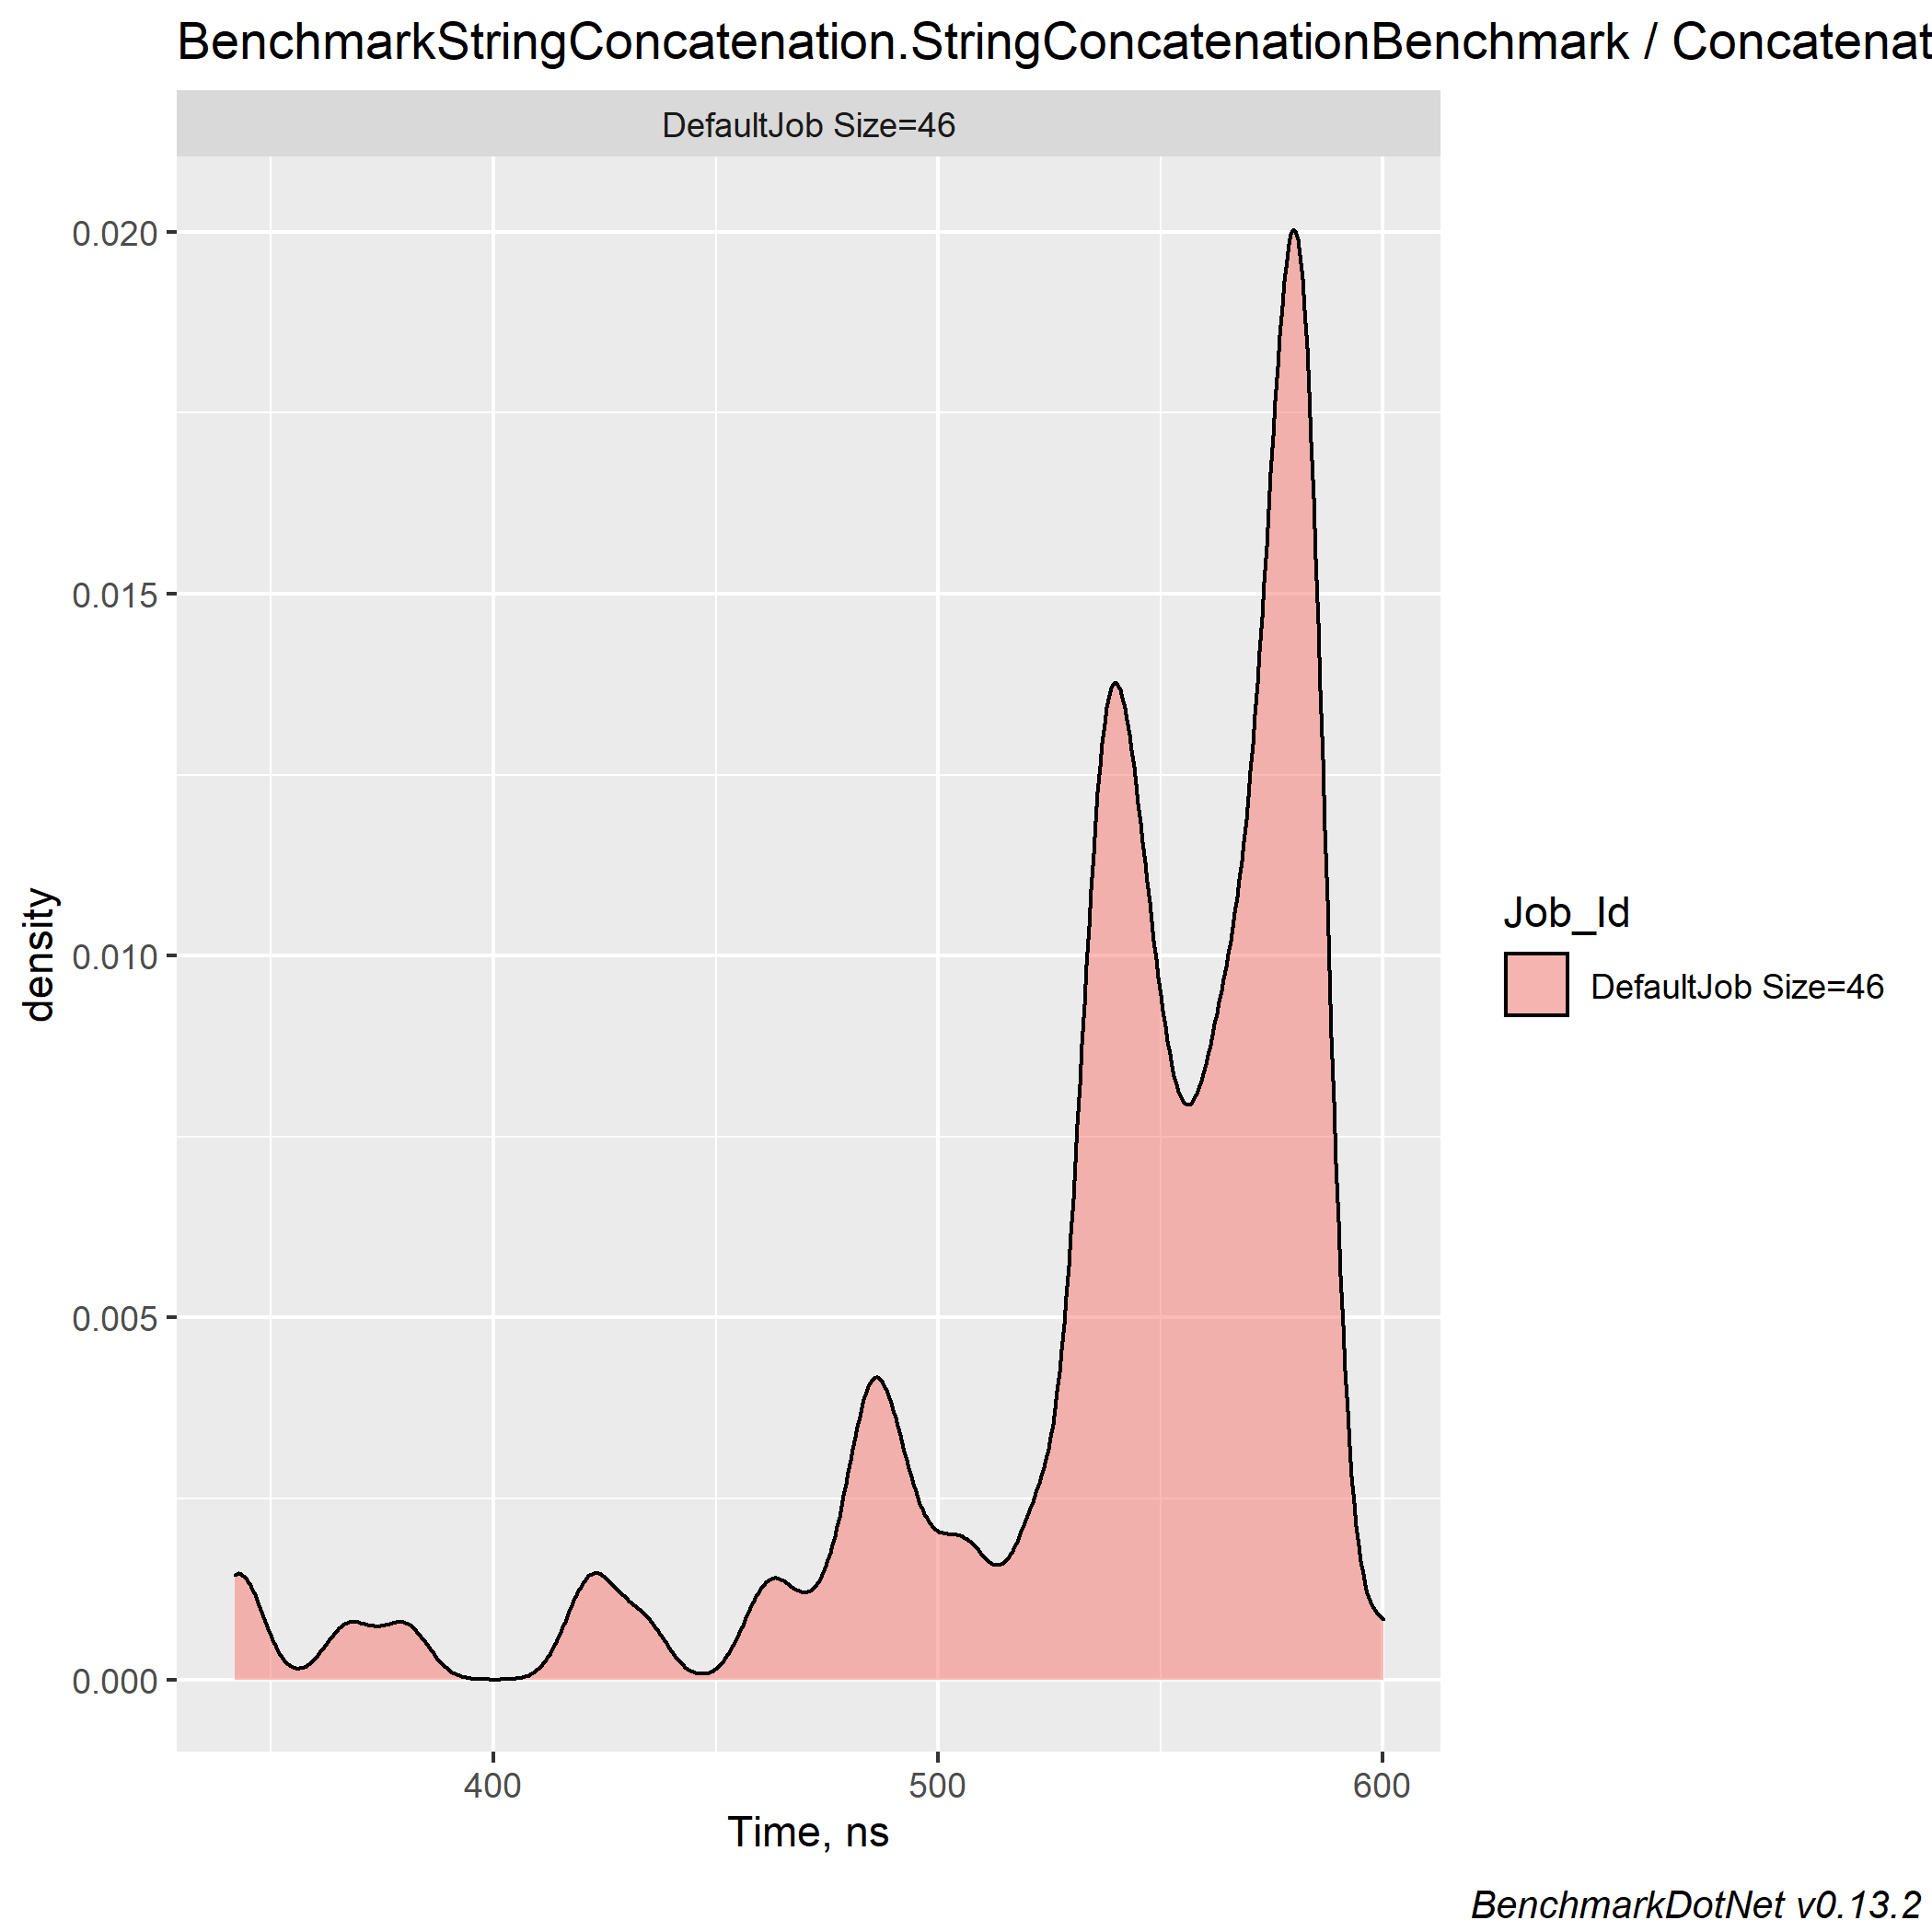 BenchmarkStringConcatenation.StringConcatenationBenchmark / Concatenat
DefaultJob Size=46
0.020
0.015
0.010
0.005
0.000
density
400 500 600
Time, ns
Job_Id
DefaultJob Size=46
BenchmarkDotNet v0.13.2